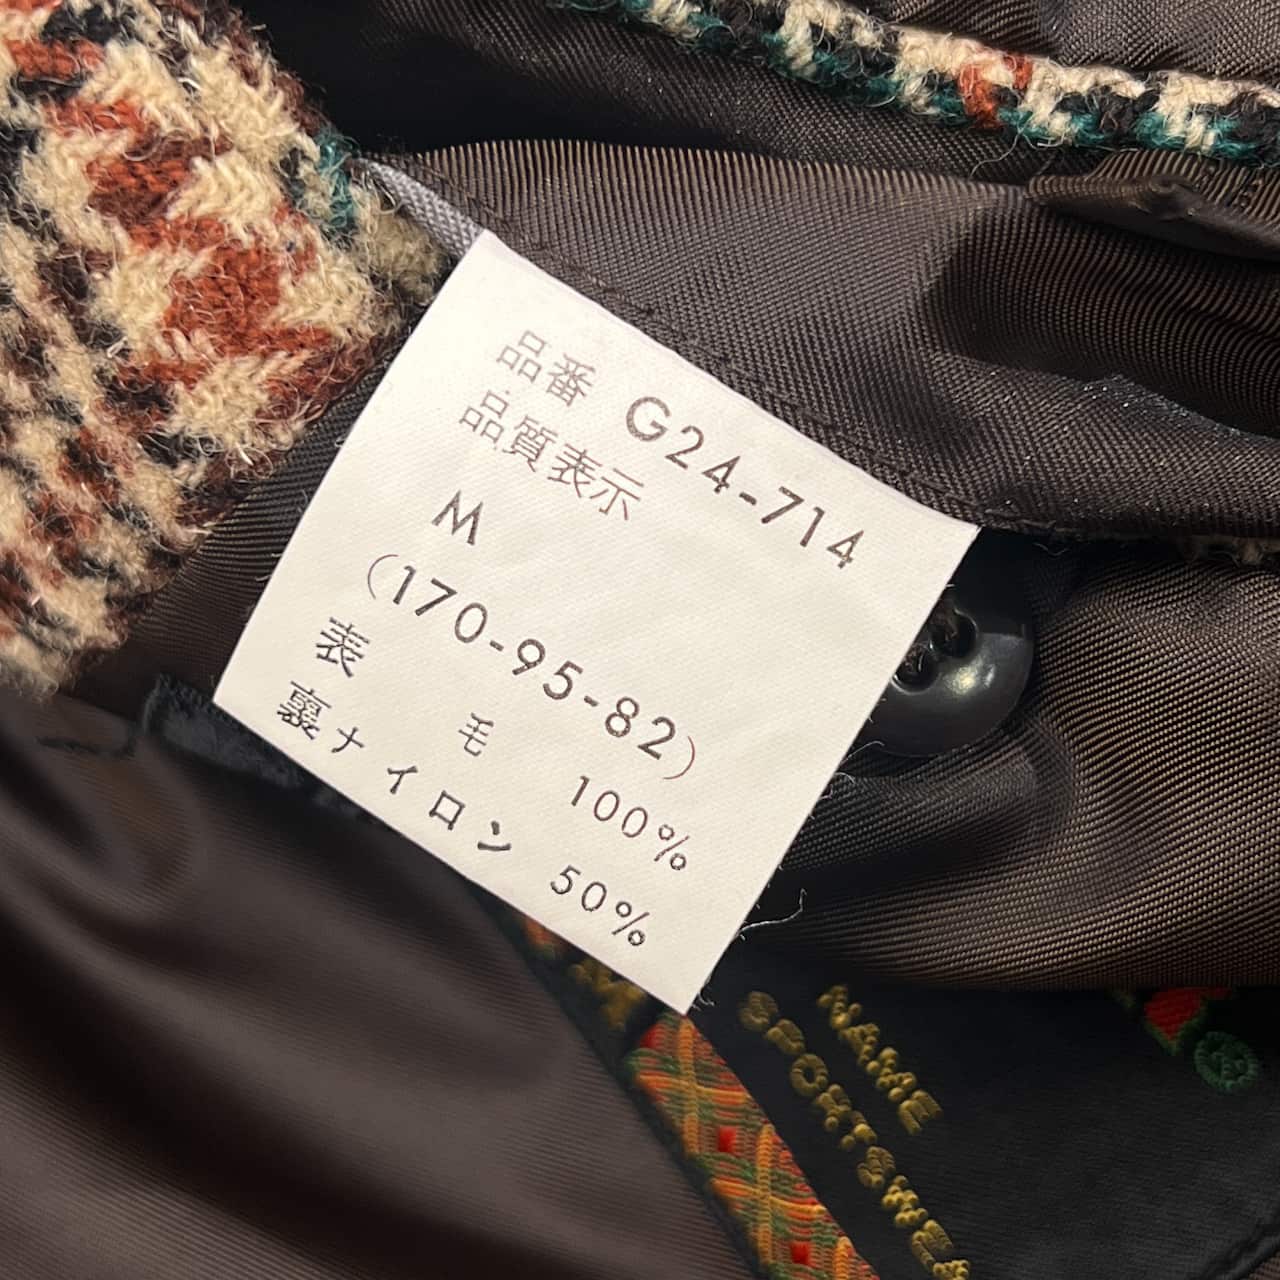 品番 G24-714
品質表示
M
(170-95-82)
表 毛 100%
裏ナイロン 50%
NAME